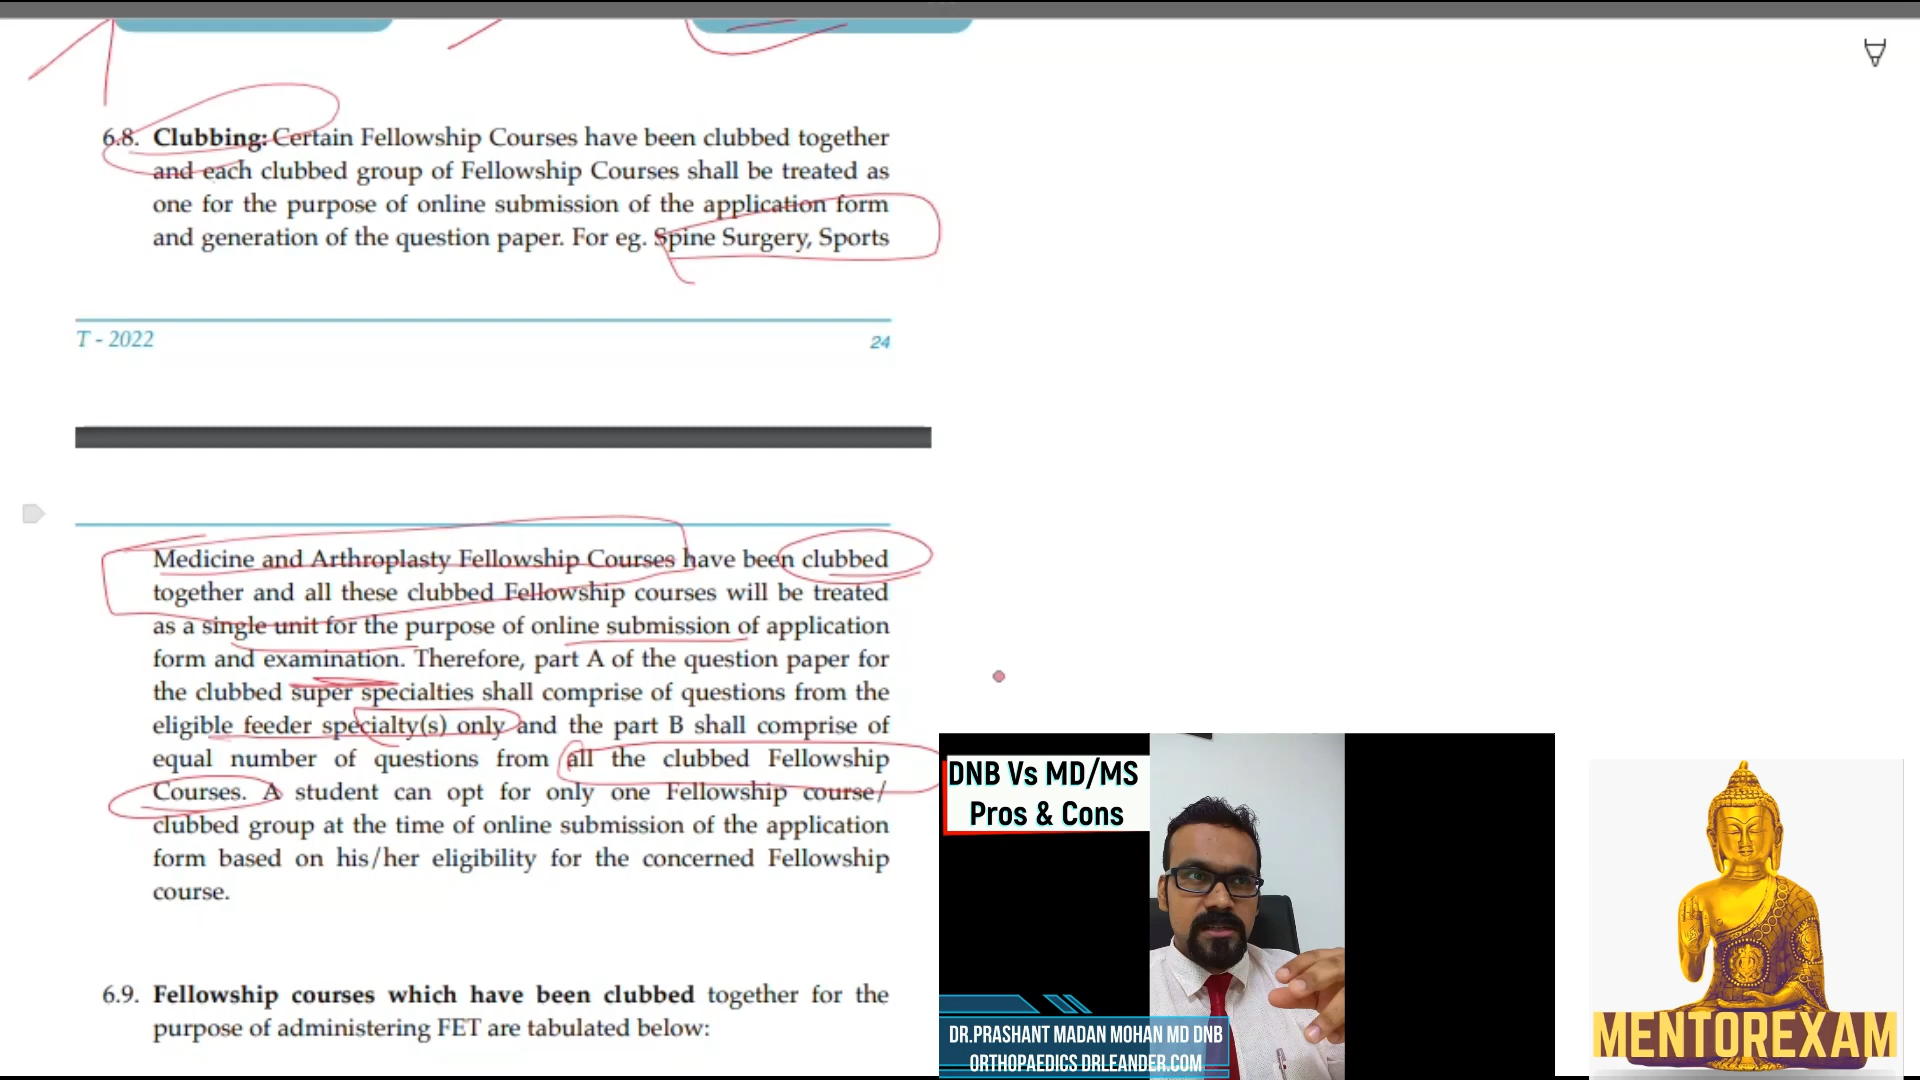 6.8. Clubbing: Certain Fellowship Courses have been clubbed together
and each clubbed group of Fellowship Courses shall be treated as
one for the purpose of online submission of the application form
and generation of the question paper. For eg. Spine Surgery, Sports
T - 2022 24
Medicine and Arthroplasty Fellowship Courses have been clubbed
together and all these clubbed Fellowship courses will be treated
as a single unit for the purpose of online submission of application
form and examination. Therefore, part A of the question paper for
the clubbed super specialties shall comprise of questions from the
eligible feeder specialty(s) only and the part B shall comprise of
equal number of questions from all the clubbed Fellowship
Courses. A student can opt for only one Fellowship course/
clubbed group at the time of online submission of the application
form based on his/her eligibility for the concerned Fellowship
course.
6.9. Fellowship courses which have been clubbed together for the
purpose of administering FET are tabulated below:
DNB Vs MD/MS
Pros & Cons
DR.PRASHANT MADAN MOHAN MD DNB
ORTHOPAEDICS DRLEANDER.COM
MENTOREXAM